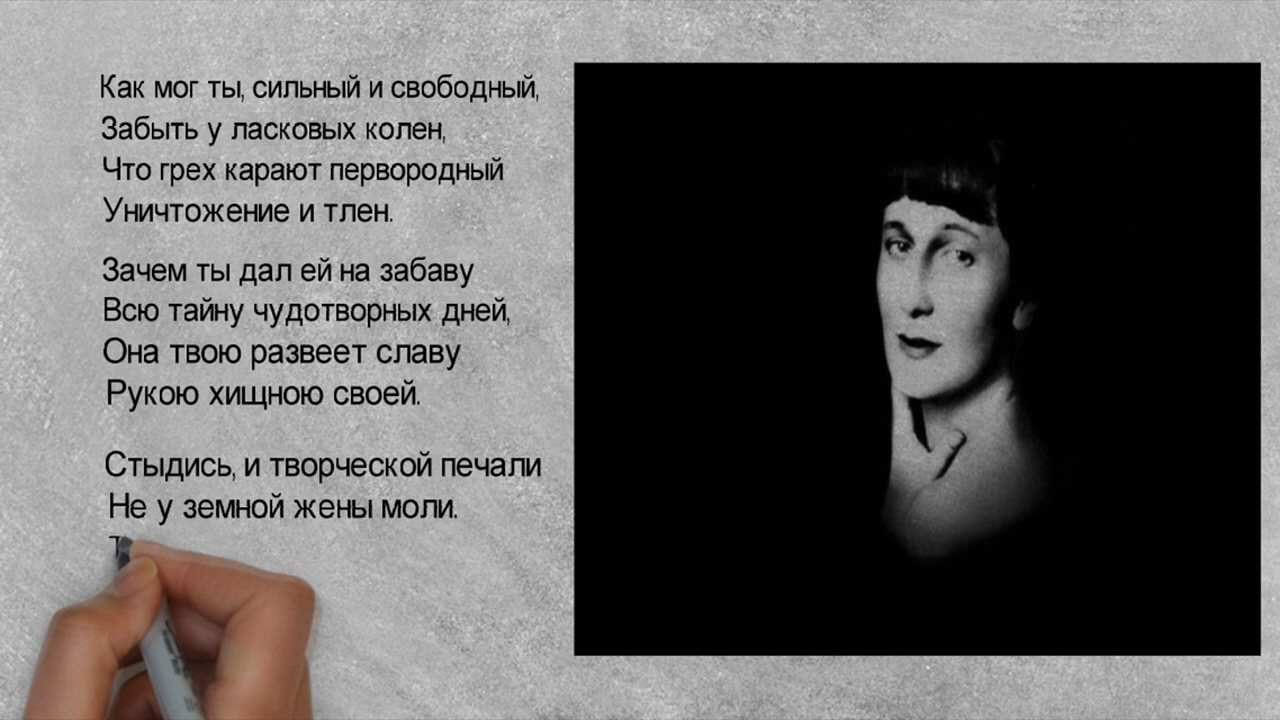 Как мог ты, сильный и свободный,
Забыть у ласковых колен,
Что грех карают первородный
Уничтожение и тлен.
Зачем ты дал ей на забаву
Всю тайну чудотворных дней,
Она твою развеет славу
Рукою хищною своей.
Стыдись, и творческой печали
Не у земной жены моли.